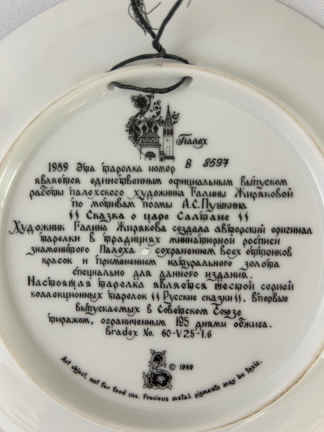 Палех
1989 Эта тарелка номер В 8597
является единственным официальным выпуском
работы палехского художника Галины Жиряковой
по мотивам поэмы А.С.Пушкина
"Сказка о царе Салтане"
Художник Галина Жирякова создала авторский оригинал
тарелки в традициях миниатюрной росписи
знаменитого Палеха с сохранением всех оттенков
красок и применением натурального золота
специально для данного издания.
Настоящая тарелка является шестой серией
коллекционных тарелок "Русские сказки". впервые
выпускаемых в Советском Союзе
тиражом, ограниченным 195 днями обжига.
Bradex No. 60-V25-1.6
© 1989
Art object, not for food use. Precious metal pigments may be toxic.